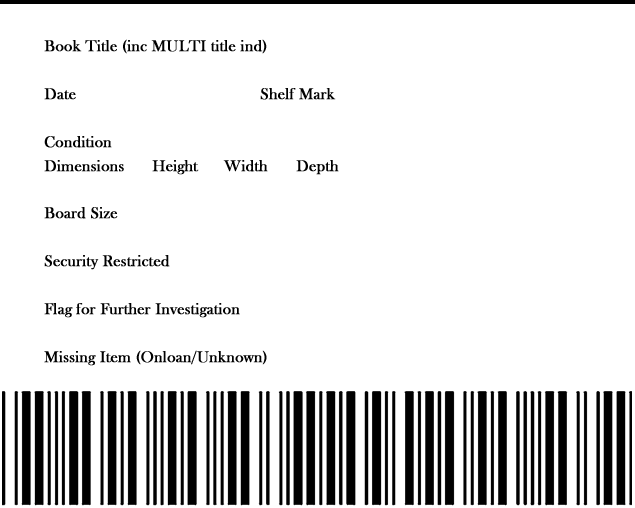 Book Title (inc MULTI title ind)
Date Shelf Mark
Condition
Dimensions Height Width Depth
Board Size
Security Restricted
Flag for Further Investigation
Missing Item (Onloan/Unknown)